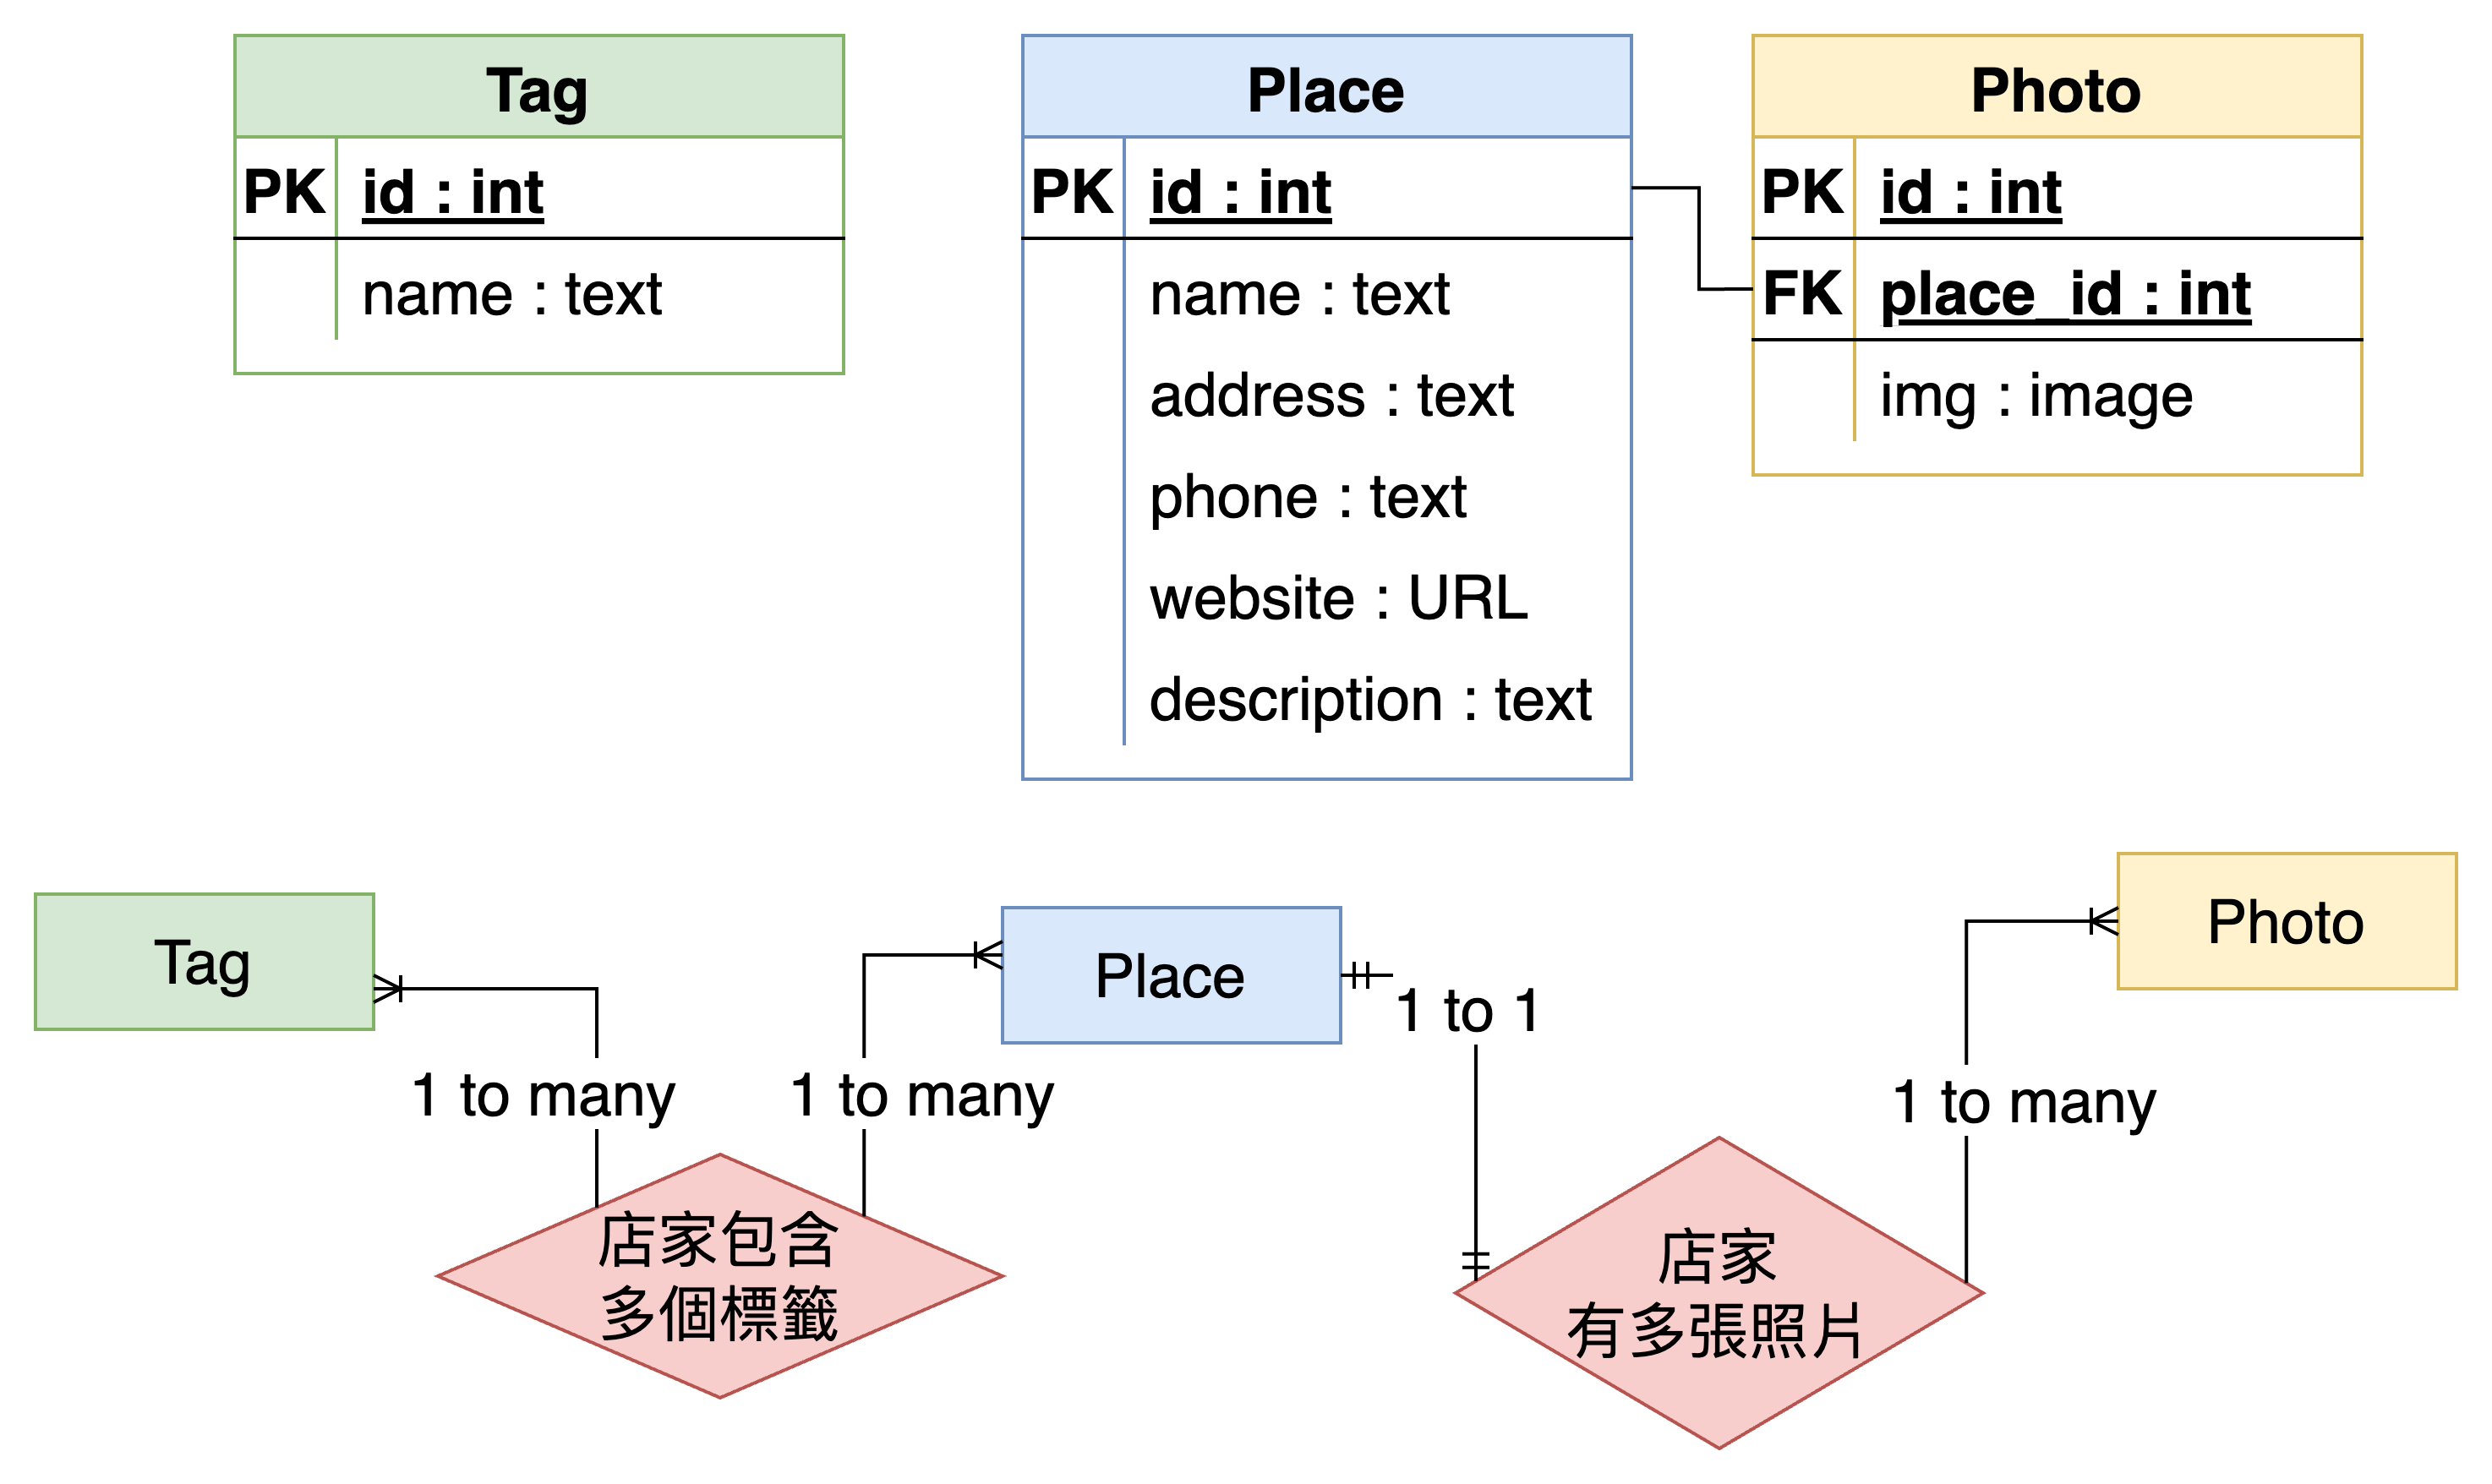 Tag
PK id : int
name : text
Place
PK id : int
name : text
address : text
phone : text
website : URL
description : text
Photo
PK id : int
FK place_id : int
img : image
Tag
Place
Photo
1 to many
1 to many
1 to 1
1 to many
店家包含
多個標籤
店家
有多張照片